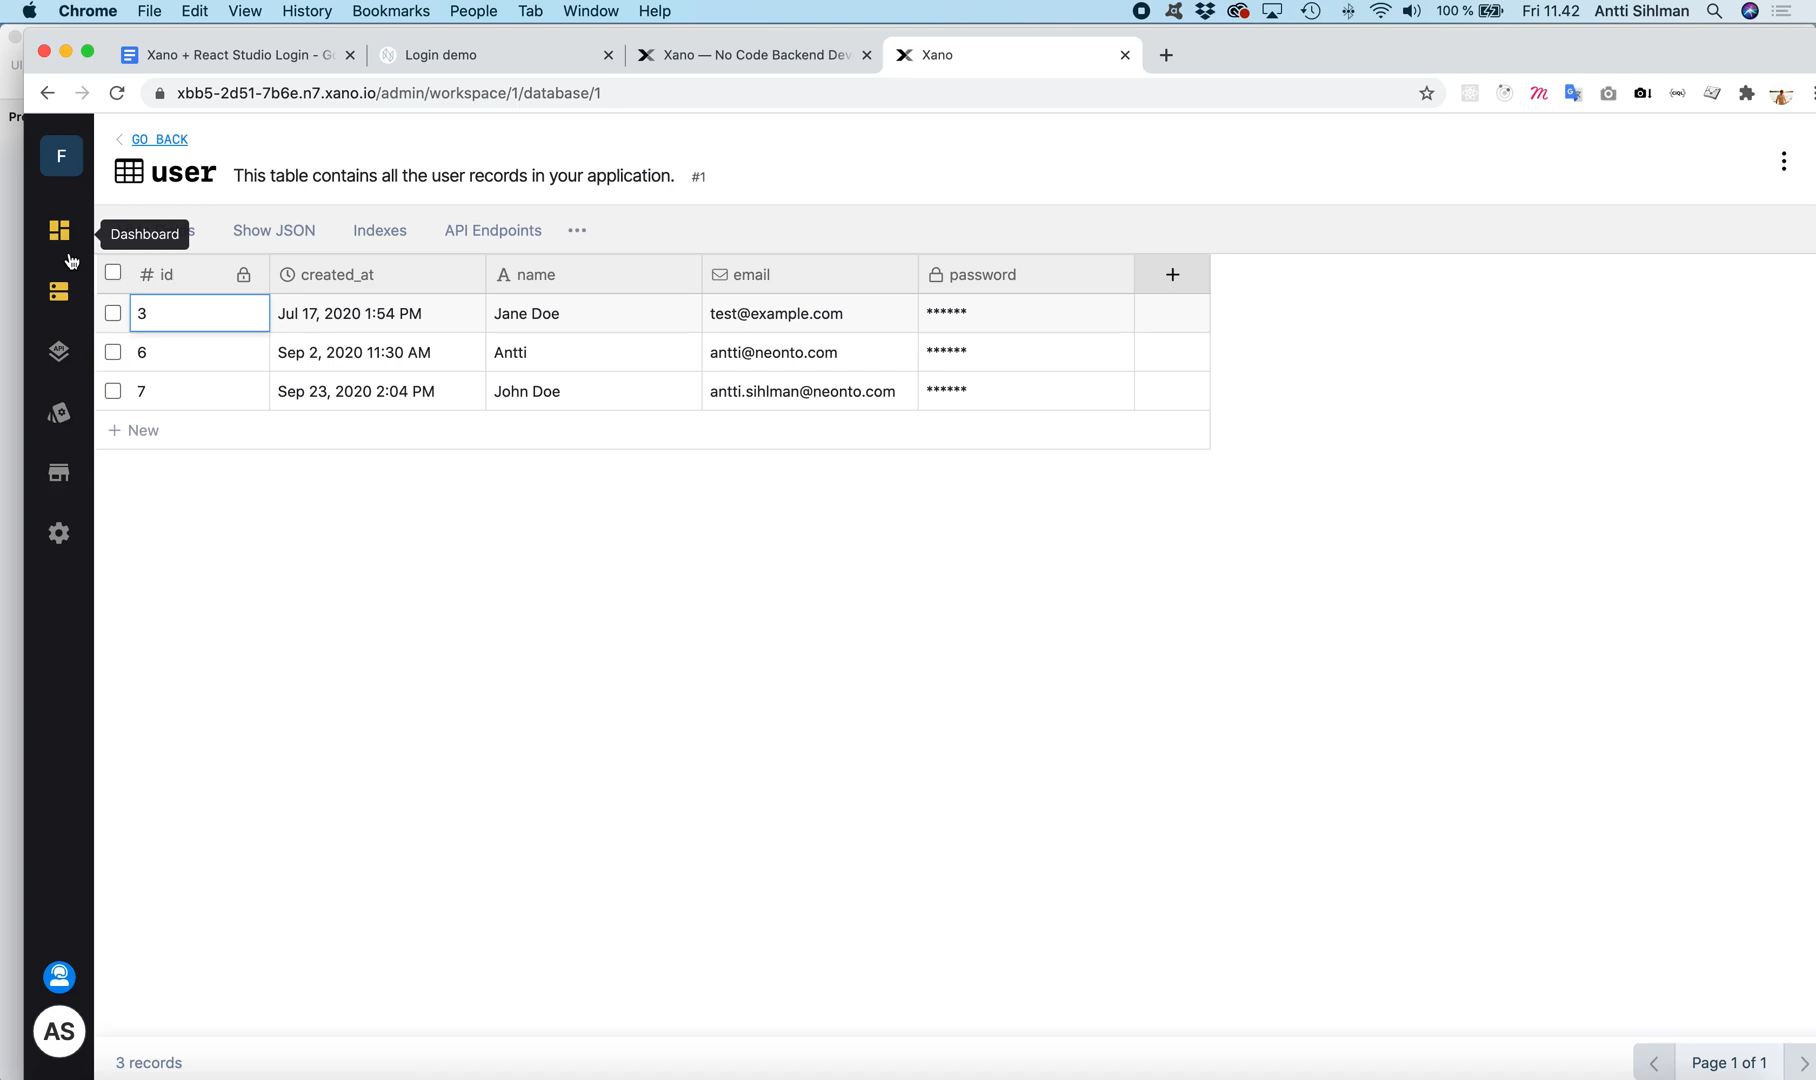 Chrome File Edit View History Bookmarks People Tab Window Help 100 % Fri 11.42 Antti Sihlman
Xano + React Studio Login - G Login demo Xano — No Code Backend Dev Xano
xbb5-2d51-7b6e.n7.xano.io/admin/workspace/1/database/1
F
GO BACK
user This table contains all the user records in your application. #1
Dashboard Show JSON Indexes API Endpoints
# id created_at A name email password +
3 Jul 17, 2020 1:54 PM Jane Doe test@example.com ******
6 Sep 2, 2020 11:30 AM Antti antti@neonto.com ******
7 Sep 23, 2020 2:04 PM John Doe antti.sihlman@neonto.com ******
+ New
API
AS
3 records Page 1 of 1